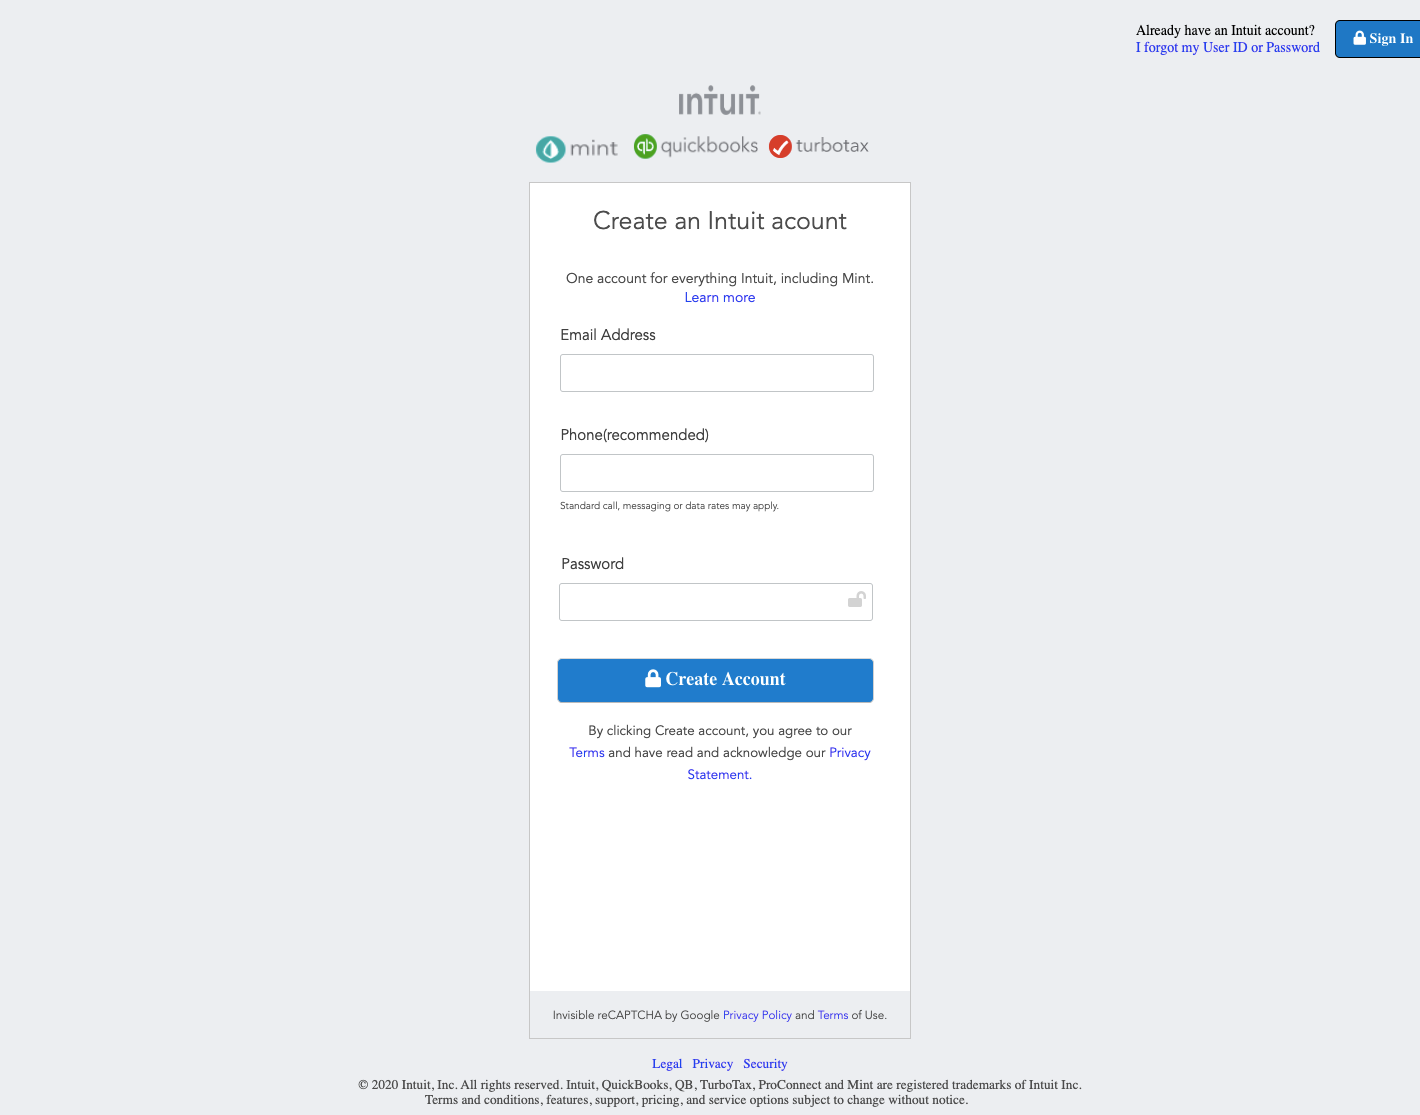 Already have an Intuit account?
I forgot my User ID or Password
Sign In
intuit
mint quickbooks turbotax
Create an Intuit acount
One account for everything Intuit, including Mint.
Learn more
Email Address
Phone(recommended)
Standard call, messaging or data rates may apply.
Password
Create Account
By clicking Create account, you agree to our
Terms and have read and acknowledge our Privacy
Statement.
Invisible reCAPTCHA by Google Privacy Policy and Terms of Use.
Legal Privacy Security
© 2020 Intuit, Inc. All rights reserved. Intuit, QuickBooks, QB, TurboTax, ProConnect and Mint are registered trademarks of Intuit Inc.
Terms and conditions, features, support, pricing, and service options subject to change without notice.